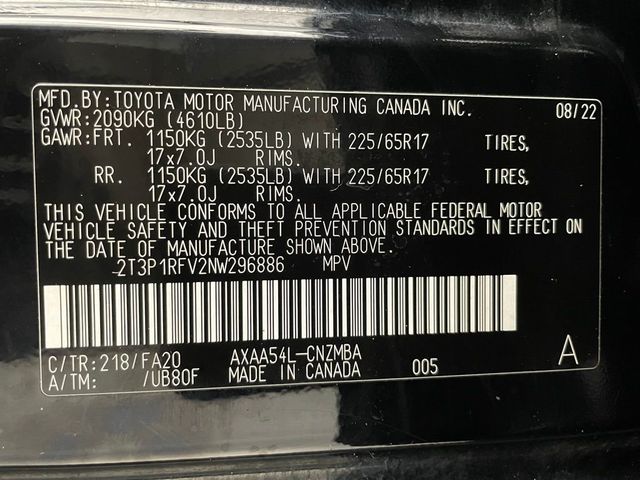 MFD.BY:TOYOTA MOTOR MANUFACTURING CANADA INC. 08/22
GVWR:2090KG (4610LB)
GAWR:FRT. 1150KG (2535LB) WITH 225/65R17 TIRES,
17x7.0J RIMS.
RR. 1150KG (2535LB) WITH 225/65R17 TIRES,
17x7.0J RIMS.
THIS VEHICLE CONFORMS TO ALL APPLICABLE FEDERAL MOTOR
VEHICLE SAFETY AND THEFT PREVENTION STANDARDS IN EFFECT ON
THE DATE OF MANUFACTURE SHOWN ABOVE.
2T3P1RFV2NW296886 MPV
C/TR:218/FA20 AXAA54L-CNZMBA A
A/TM: /UB80F MADE IN CANADA 005